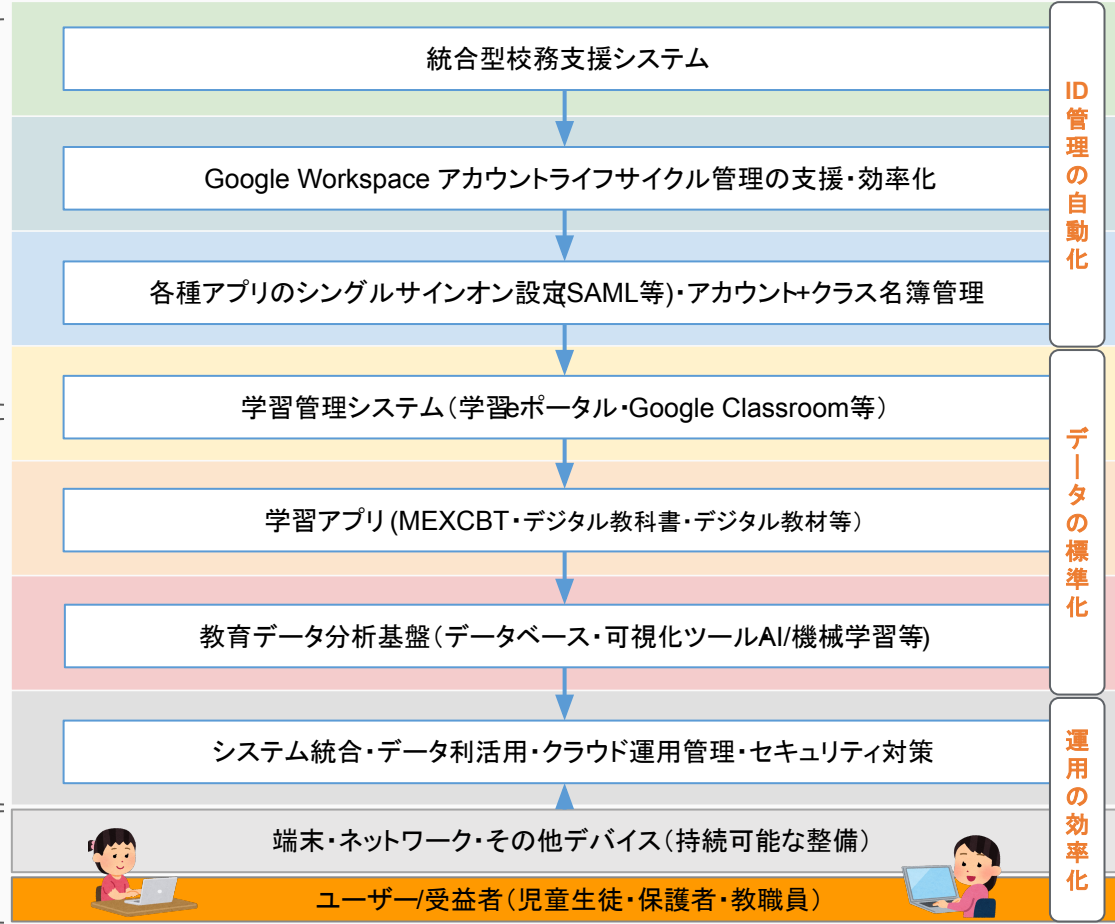 統合型校務支援システム
Google Workspace アカウントライフサイクル管理の支援・効率化
各種アプリのシングルサインオン設定(SAML等)・アカウント+クラス名簿管理
ID管理の自動化
学習管理システム（学習eポータル・Google Classroom等）
学習アプリ(MEXCBT・デジタル教科書・デジタル教材等）
教育データ分析基盤（データベース・可視化ツールAI/機械学習等)
データの標準化
システム統合・データ利活用・クラウド運用管理・セキュリティ対策
端末・ネットワーク・その他デバイス（持続可能な整備）
ユーザー/受益者（児童生徒・保護者・教職員）
運用の効率化